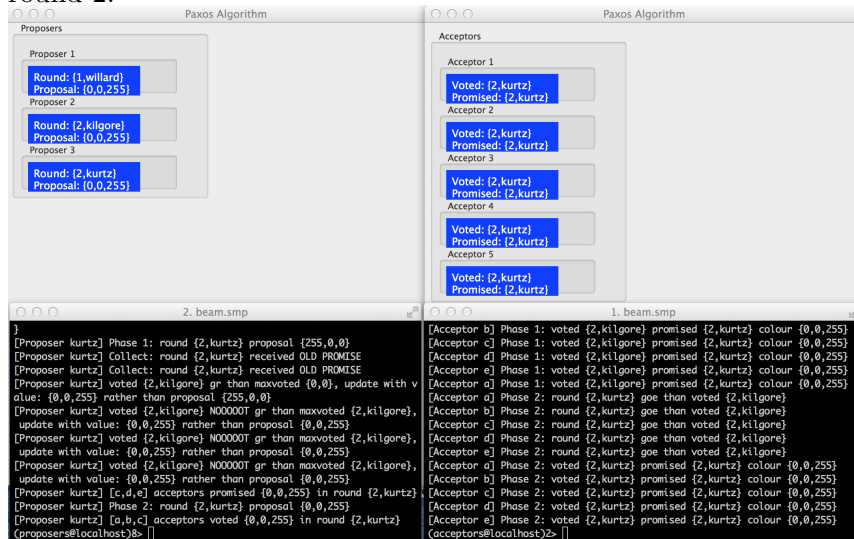 round 2.
Paxos Algorithm
Proposers
Proposer 1
Round: {1,willard}
Proposal: {0,0,255}
Proposer 2
Round: {2,kilgore}
Proposal: {0,0,255}
Proposer 3
Round: {2,kurtz}
Proposal: {0,0,255}
Paxos Algorithm
Acceptors
Acceptor 1
Voted: {2,kurtz}
Promised: {2,kurtz}
Acceptor 2
Voted: {2,kurtz}
Promised: {2,kurtz}
Acceptor 3
Voted: {2,kurtz}
Promised: {2,kurtz}
Acceptor 4
Voted: {2,kurtz}
Promised: {2,kurtz}
Acceptor 5
Voted: {2,kurtz}
Promised: {2,kurtz}
2. beam.smp
}
[Proposer kurtz] Phase 1: round {2,kurtz} proposal {255,0,0}
[Proposer kurtz] Collect: round {2,kurtz} received OLD PROMISE
[Proposer kurtz] Collect: round {2,kurtz} received OLD PROMISE
[Proposer kurtz] voted {2,kilgore} gr than maxvoted {0,0}, update with v
alue: {0,0,255} rather than proposal {255,0,0}
[Proposer kurtz] voted {2,kilgore} NOOOOOT gr than maxvoted {2,kilgore},
update with value: {0,0,255} rather than proposal {0,0,255}
[Proposer kurtz] voted {2,kilgore} NOOOOOT gr than maxvoted {2,kilgore},
update with value: {0,0,255} rather than proposal {0,0,255}
[Proposer kurtz] voted {2,kilgore} NOOOOOT gr than maxvoted {2,kilgore},
update with value: {0,0,255} rather than proposal {0,0,255}
[Proposer kurtz] [c,d,e] acceptors promised {0,0,255} in round {2,kurtz}
[Proposer kurtz] Phase 2: round {2,kurtz} proposal {0,0,255}
[Proposer kurtz] [a,b,c] acceptors voted {0,0,255} in round {2,kurtz}
(proposers@localhost)8>
1. beam.smp
[Acceptor b] Phase 1: voted {2,kilgore} promised {2,kurtz} colour {0,0,255}
[Acceptor c] Phase 1: voted {2,kilgore} promised {2,kurtz} colour {0,0,255}
[Acceptor d] Phase 1: voted {2,kilgore} promised {2,kurtz} colour {0,0,255}
[Acceptor e] Phase 1: voted {2,kilgore} promised {2,kurtz} colour {0,0,255}
[Acceptor a] Phase 1: voted {2,kilgore} promised {2,kurtz} colour {0,0,255}
[Acceptor a] Phase 2: round {2,kurtz} goe than voted {2,kilgore}
[Acceptor b] Phase 2: round {2,kurtz} goe than voted {2,kilgore}
[Acceptor c] Phase 2: round {2,kurtz} goe than voted {2,kilgore}
[Acceptor d] Phase 2: round {2,kurtz} goe than voted {2,kilgore}
[Acceptor e] Phase 2: round {2,kurtz} goe than voted {2,kilgore}
[Acceptor a] Phase 2: voted {2,kurtz} promised {2,kurtz} colour {0,0,255}
[Acceptor b] Phase 2: voted {2,kurtz} promised {2,kurtz} colour {0,0,255}
[Acceptor c] Phase 2: voted {2,kurtz} promised {2,kurtz} colour {0,0,255}
[Acceptor d] Phase 2: voted {2,kurtz} promised {2,kurtz} colour {0,0,255}
[Acceptor e] Phase 2: voted {2,kurtz} promised {2,kurtz} colour {0,0,255}
(acceptors@localhost)2>